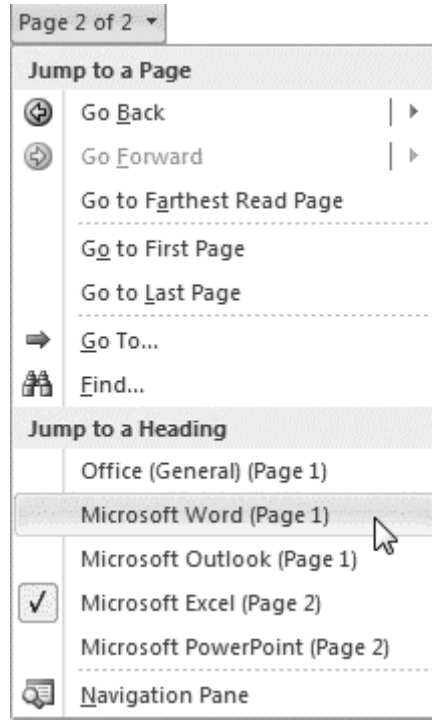 Page 2 of 2
Jump to a Page
Go Back
Go Forward
Go to Farthest Read Page
Go to First Page
Go to Last Page
Go To...
Find...
Jump to a Heading
Office (General) (Page 1)
Microsoft Word (Page 1)
Microsoft Outlook (Page 1)
Microsoft Excel (Page 2)
Microsoft PowerPoint (Page 2)
Navigation Pane